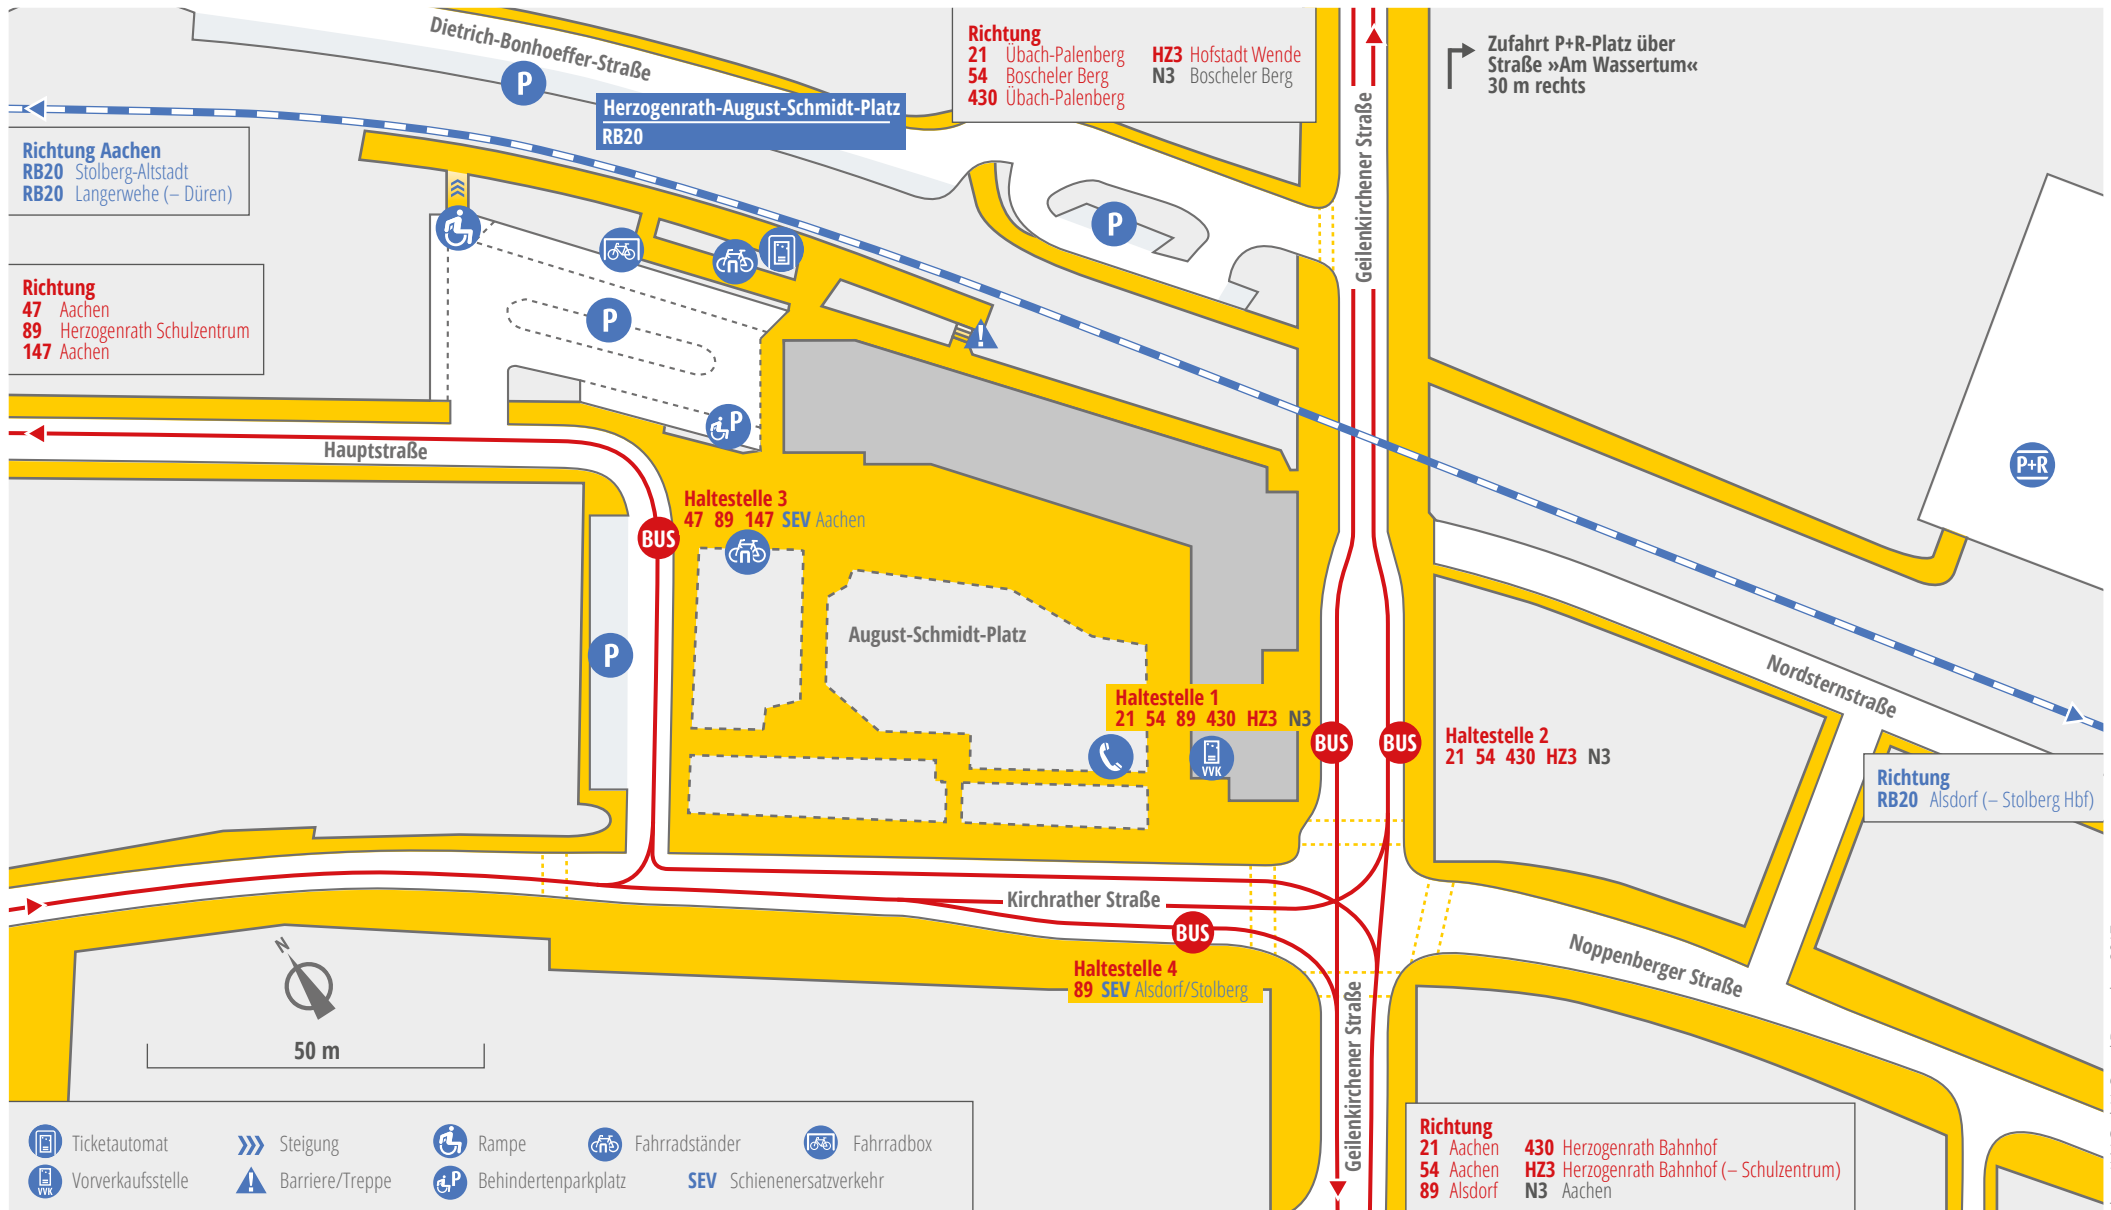 Dietrich-Bonhoeffer-Straße
P
Herzogenrath-August-Schmidt-Platz
RB20
Richtung
21 Übach-Palenberg
54 Boscheler Berg
430 Übach-Palenberg
HZ3 Hofstadt Wende
N3 Boscheler Berg
Geilenkirchener Straße
Zufahrt P+R-Platz über
Straße »Am Wassertum«
30 m rechts
Richtung Aachen
RB20 Stolberg-Altstadt
RB20 Langerwehe (– Düren)
P
Richtung
47 Aachen
89 Herzogenrath Schulzentrum
147 Aachen
P
!
P
P+R
Hauptstraße
Haltestelle 3
47 89 147 SEV Aachen
BUS
P
August-Schmidt-Platz
Haltestelle 1
21 54 89 430 HZ3 N3
VVK
BUS
BUS
Haltestelle 2
21 54 430 HZ3 N3
Nordsternstraße
Richtung
RB20 Alsdorf (– Stolberg Hbf)
Kirchrather Straße
BUS
Haltestelle 4
89 SEV Alsdorf/Stolberg
Noppenberger Straße
Geilenkirchener Straße
N
50 m
Ticketautomat
Steigung
Rampe
Fahrradständer
Fahrradbox
VVK
Vorverkaufsstelle
!
Barriere/Treppe
P
Behindertenparkplatz
SEV Schienenersatzverkehr
Richtung
21 Aachen
54 Aachen
89 Alsdorf
430 Herzogenrath Bahnhof
HZ3 Herzogenrath Bahnhof (– Schulzentrum)
N3 Aachen